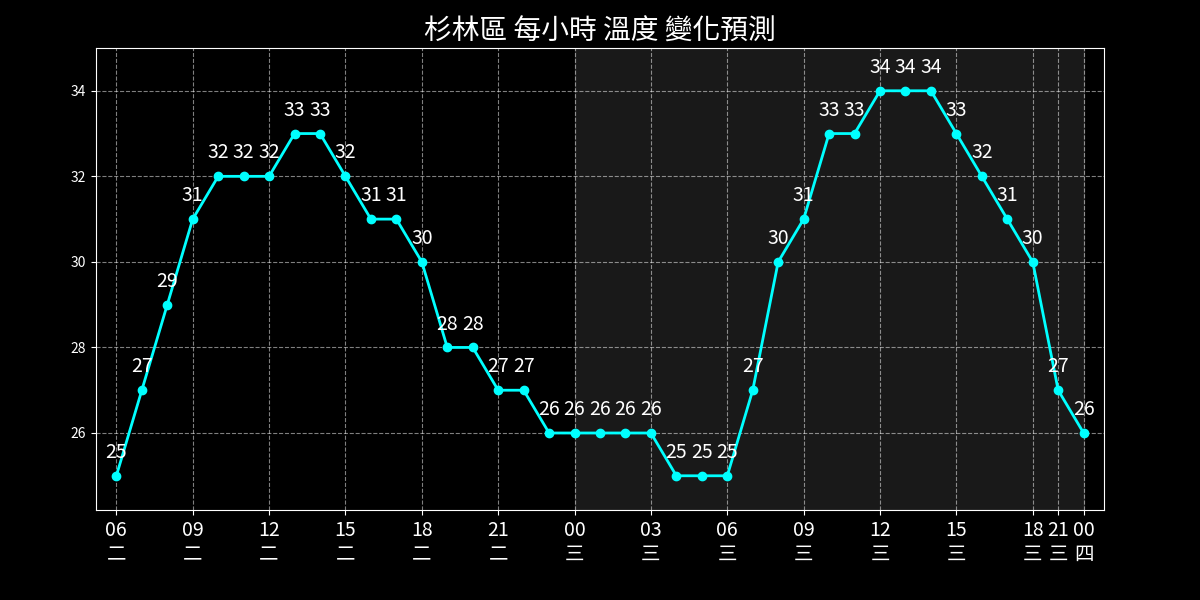 杉林區 每小時 溫度 變化預測
34 34 34
34
33 33 33 33 33
32 32 32 32 32
32
31 31 31 31 31
30 30 30
30
29
28 28
28
27 27 27 27 27
26 26 26 26 26 26
26
25 25 25 25
06 09 12 15 18 21 00 03 06 09 12 15 18 21 00
二 二 二 二 二 二 三 三 三 三 三 三 三 三 四